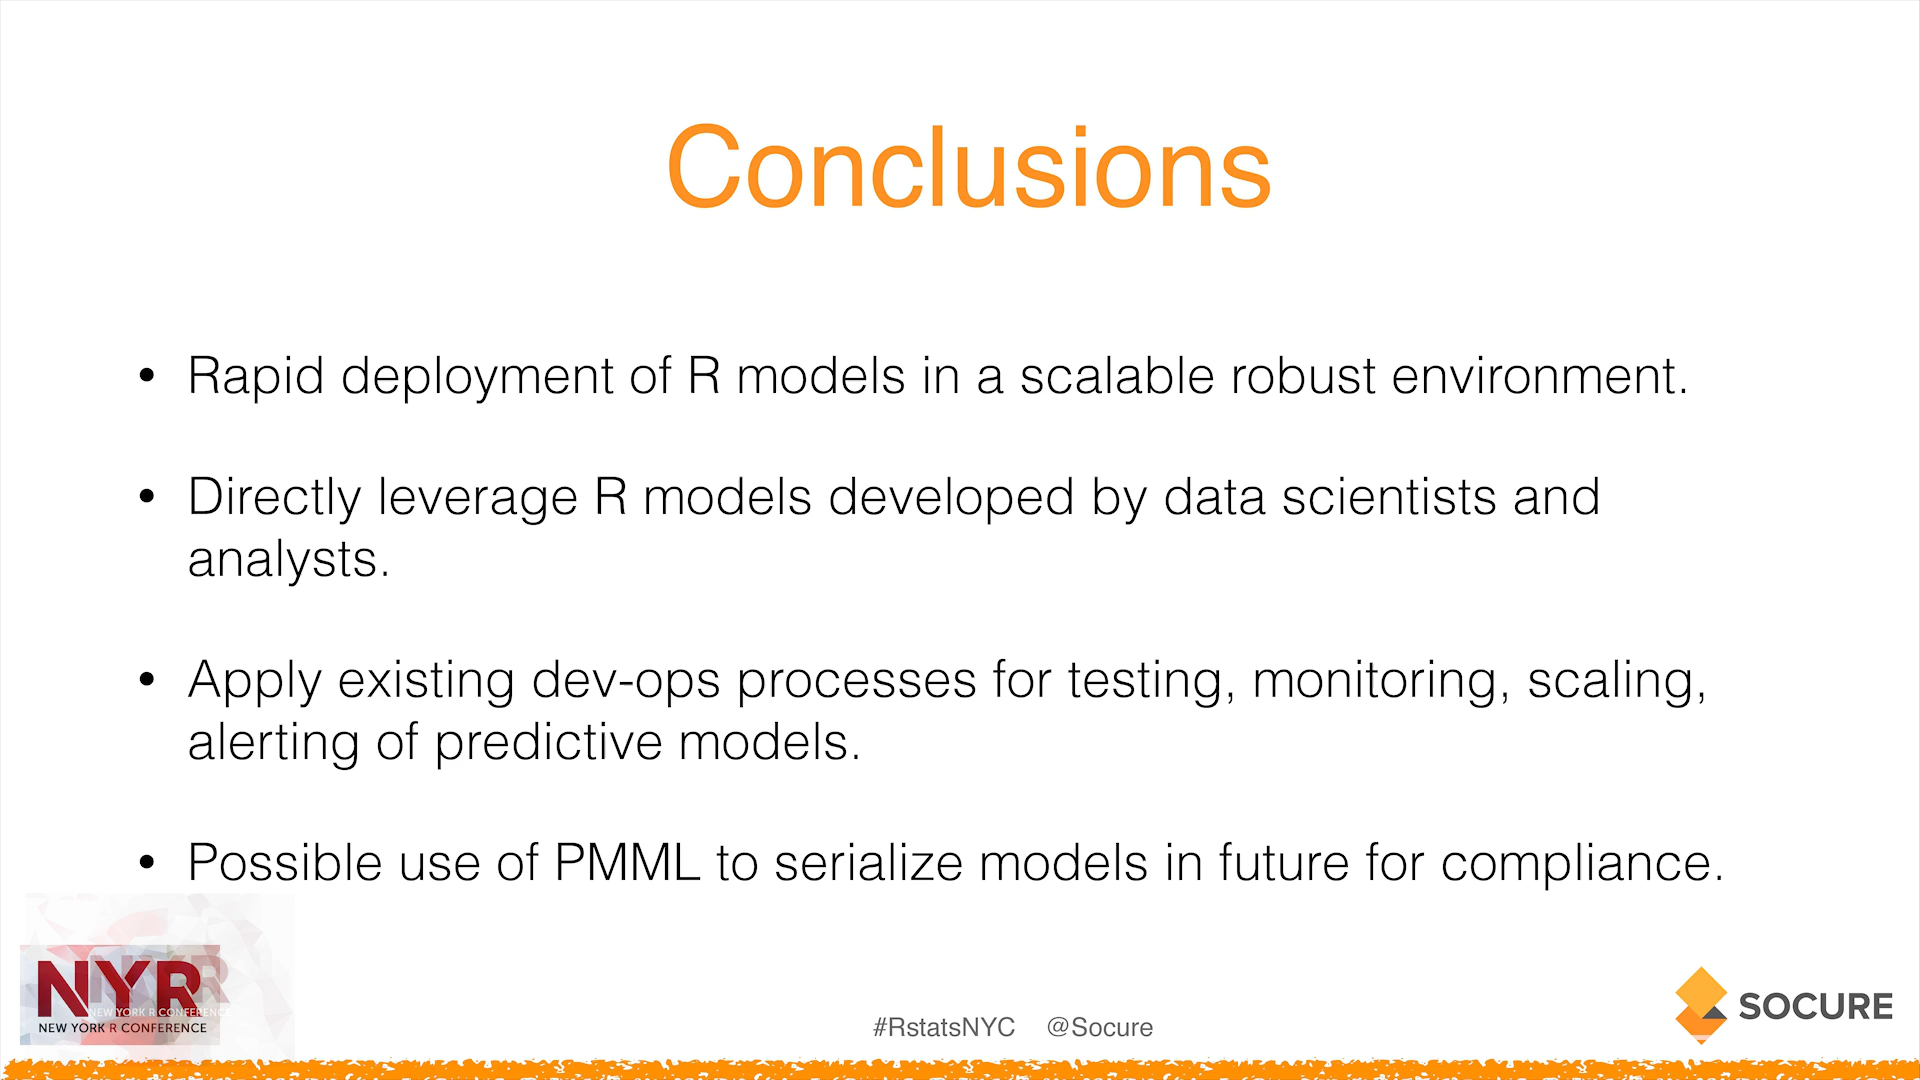 Conclusions
• Rapid deployment of R models in a scalable robust environment.
• Directly leverage R models developed by data scientists and
analysts.
• Apply existing dev-ops processes for testing, monitoring, scaling,
alerting of predictive models.
• Possible use of PMML to serialize models in future for compliance.
NYR
NEW YORK R CONFERENCE
#RstatsNYC @Socure
SOCURE